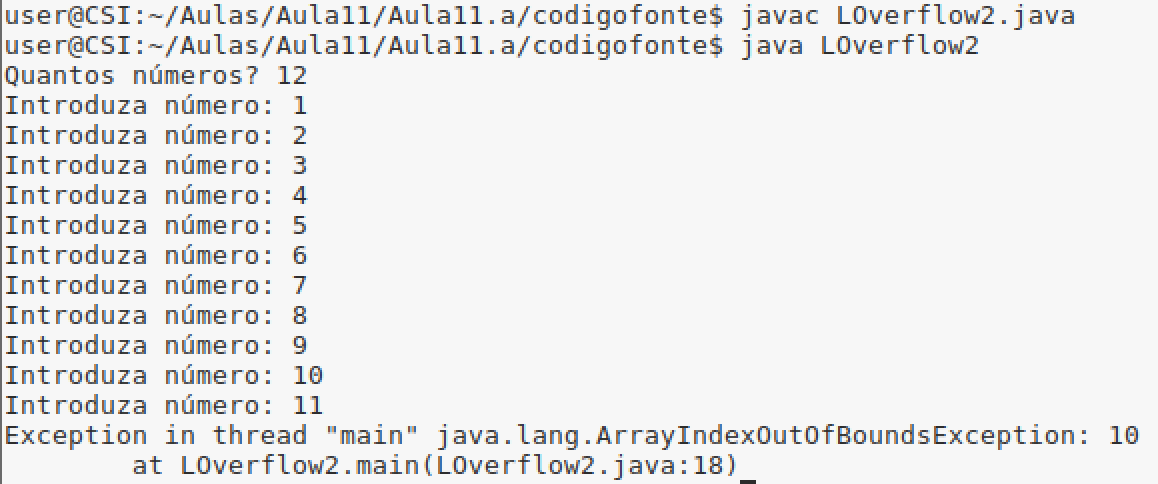 user@CSI:~/Aulas/Aula11/Aula11.a/codigofonte$ javac LOverflow2.java
user@CSI:~/Aulas/Aula11/Aula11.a/codigofonte$ java LOverflow2
Quantos números? 12
Introduza número: 1
Introduza número: 2
Introduza número: 3
Introduza número: 4
Introduza número: 5
Introduza número: 6
Introduza número: 7
Introduza número: 8
Introduza número: 9
Introduza número: 10
Introduza número: 11
Exception in thread "main" java.lang.ArrayIndexOutOfBoundsException: 10
        at LOverflow2.main(LOverflow2.java:18)